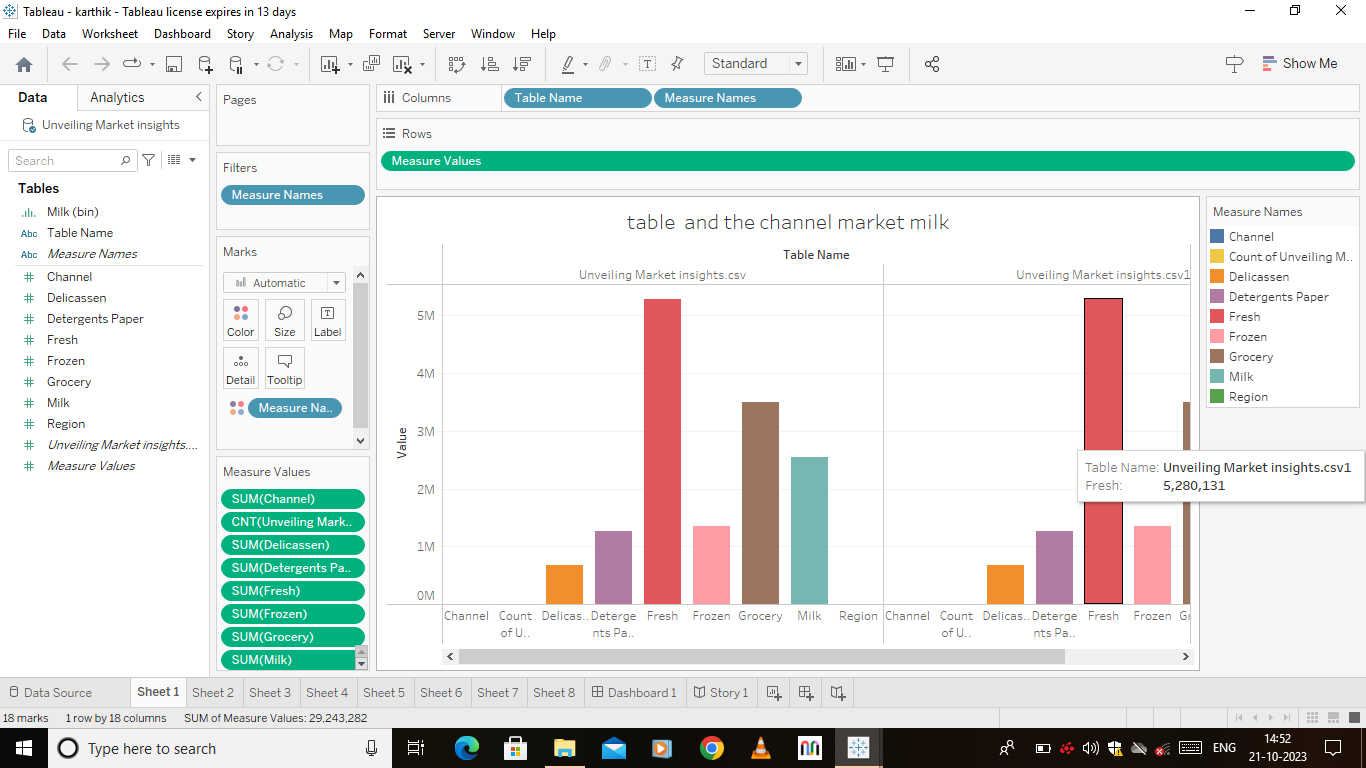 Tableau - karthik - Tableau license expires in 13 days
File Data Worksheet Dashboard Story Analysis Map Format Server Window Help
Standard
Show Me
Data
Analytics
Unveiling Market insights
Search
Tables
Milk (bin)
Abc Table Name
Abc Measure Names
Channel
Delicassen
Detergents Paper
Fresh
Frozen
Grocery
Milk
Region
Unveiling Market insights....
Measure Values
Pages
Filters
Measure Names
Marks
Automatic
Color Size Label
Detail Tooltip
Measure Na..
Measure Values
SUM(Channel)
CNT(Unveiling Mark..
SUM(Delicassen)
SUM(Detergents Pa..
SUM(Fresh)
SUM(Frozen)
SUM(Grocery)
SUM(Milk)
Columns
Table Name
Measure Names
Rows
Measure Values
table  and the channel market milk
Table Name
Unveiling Market insights.csv
Unveiling Market insights.csv1
Value
5M
4M
3M
2M
1M
0M
Channel
Count
of U..
Delicas..
Deterge
nts Pa..
Fresh
Frozen
Grocery
Milk
Region
Channel
Count
of U..
Delicas..
Deterge
nts Pa..
Fresh
Frozen
Table Name: Unveiling Market insights.csv1
Fresh: 5,280,131
Measure Names
Channel
Count of Unveiling M..
Delicassen
Detergents Paper
Fresh
Frozen
Grocery
Milk
Region
Data Source
Sheet 1
Sheet 2
Sheet 3
Sheet 4
Sheet 5
Sheet 6
Sheet 7
Sheet 8
Dashboard 1
Story 1
18 marks
1 row by 18 columns
SUM of Measure Values: 29,243,282
Type here to search
ENG
14:52
21-10-2023